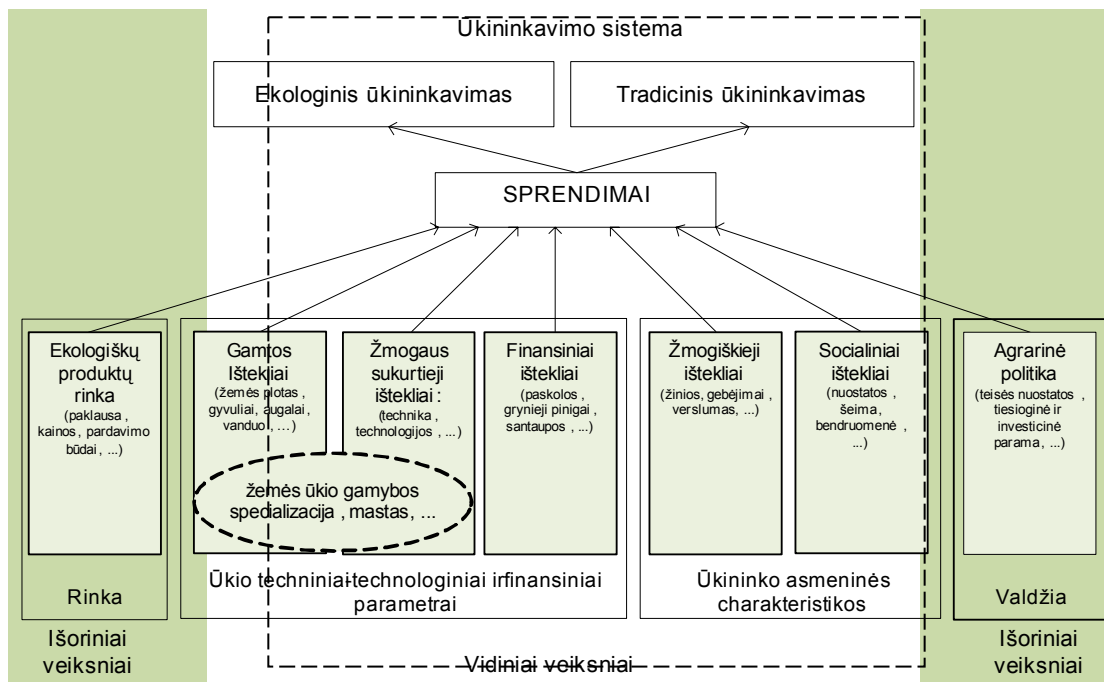 Ūkininkavimo sistema
Ekologinis ūkininkavimas
Tradicinis ūkininkavimas
SPRENDIMAI
Ekologiškų
produktų
rinka
(paklausa ,
kainos, pardavimo
būdai , ...)
Gamtos
Ištekliai
(žemės plotas ,
gyvuliai, augalai ,
vanduo , ...)
Žmogaus
sukurtieji
ištekliai :
(technika ,
technologijos , ...)
Finansiniai
ištekliai
(paskolos ,
grynieji pinigai ,
santaupos , ...)
Žmogiškieji
ištekliai
(žinios, gebėjimai ,
verslumas, ...)
Socialiniai
ištekliai
(nuostatos ,
šeima,
bendruomenė ,
...)
Agrarinė
politika
(teisės nuostatos ,
tiesioginė ir
investicinė
parama, ...)
žemės ūkio gamybos
specializacija , mastas, ...
Rinka
Ūkio techniniai-technologiniai irfinansiniai
parametrai
Ūkininko asmeninės
charakteristikos
Valdžia
Išoriniai
veiksniai
Vidiniai veiksniai
Išoriniai
veiksniai